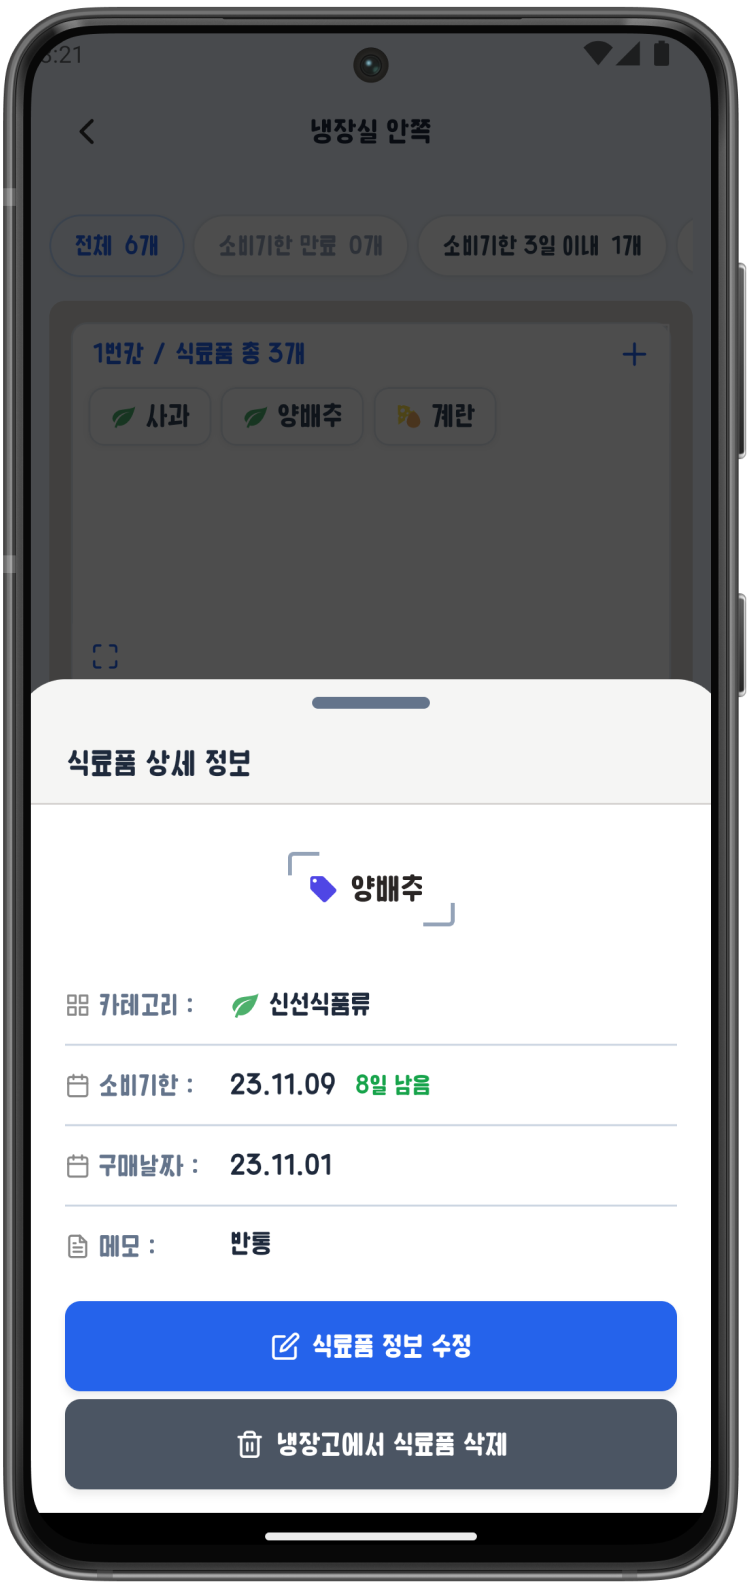 :21
냉장실 안쪽
전체 6개
소비기한 만료 0개
소비기한 3일 이내 1개
1번칸 / 식료품 총 3개
사과
양배추
계란
식료품 상세 정보
양배추
카테고리 : 신선식품류
소비기한 : 23.11.09 8일 남음
구매날짜 : 23.11.01
메모 : 반통
식료품 정보 수정
냉장고에서 식료품 삭제